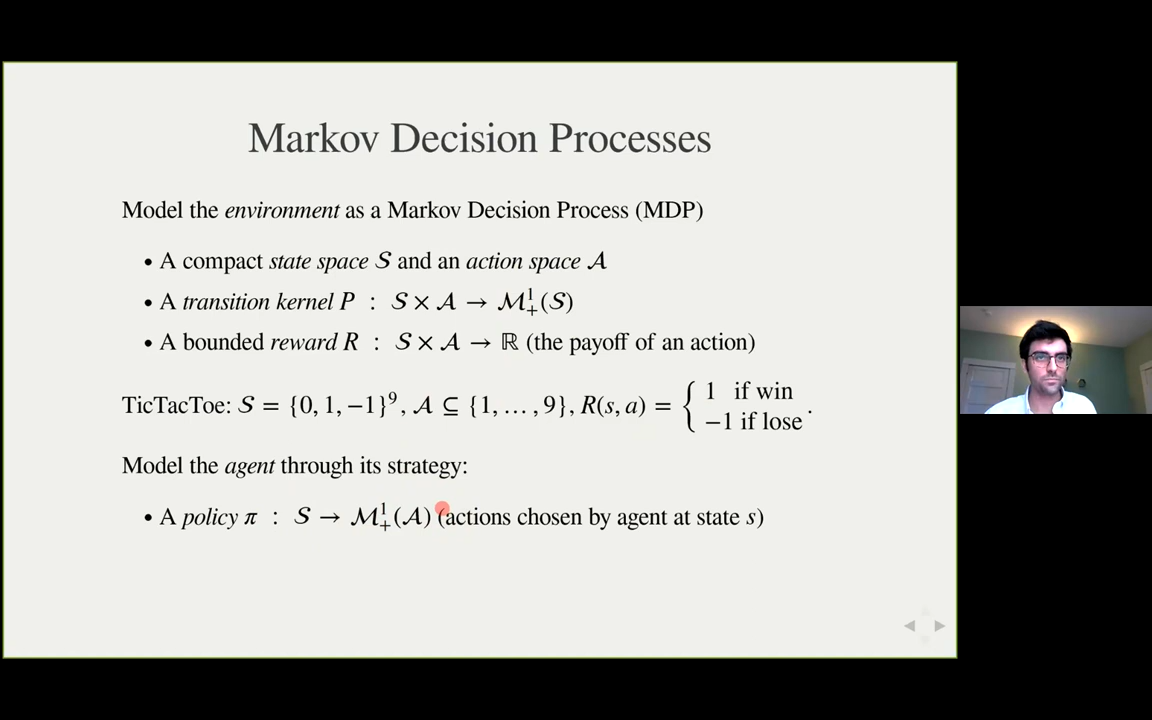 Markov Decision Processes
Model the environment as a Markov Decision Process (MDP)
• A compact state space 𝒮 and an action space 𝒜
• A transition kernel P : 𝒮 × 𝒜 → ℳ₊¹(𝒮)
• A bounded reward R : 𝒮 × 𝒜 → ℝ (the payoff of an action)
TicTacToe: 𝒮 = {0, 1, −1}⁹, 𝒜 ⊆ {1, …, 9}, R(s, a) = { 1 if win
−1 if lose .
Model the agent through its strategy:
• A policy π : 𝒮 → ℳ₊¹(𝒜) (actions chosen by agent at state s)